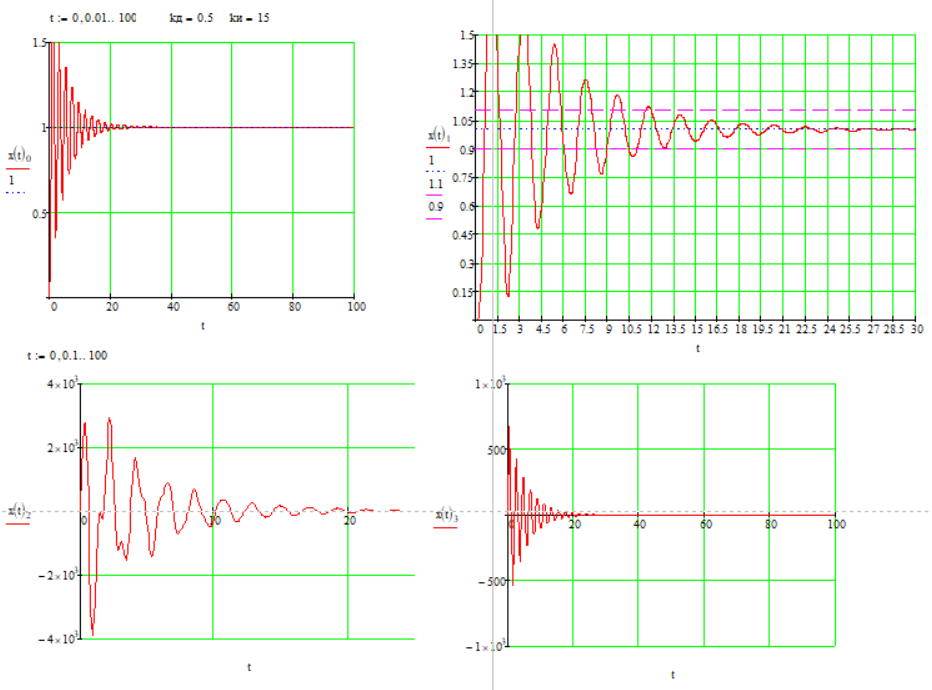 t := 0, 0.01.. 100 kд = 0.5 kи = 15
1.5
1
0.5
x(t)₀
1
0 20 40 60 80 100
t
1.5
1.35
1.2
1.05
0.9
0.75
0.6
0.45
0.3
0.15
x(t)₁
1
1.1
0.9
0 1.5 3 4.5 6 7.5 9 10.5 12 13.5 15 16.5 18 19.5 21 22.5 24 25.5 27 28.5 30
t
t := 0, 0.1.. 100
4×10³
2×10³
x(t)₂
0 10 20
−2×10³
−4×10³
t
1×10³
500
x(t)₃
0 20 40 60 80 100
−500
−1×10³
t